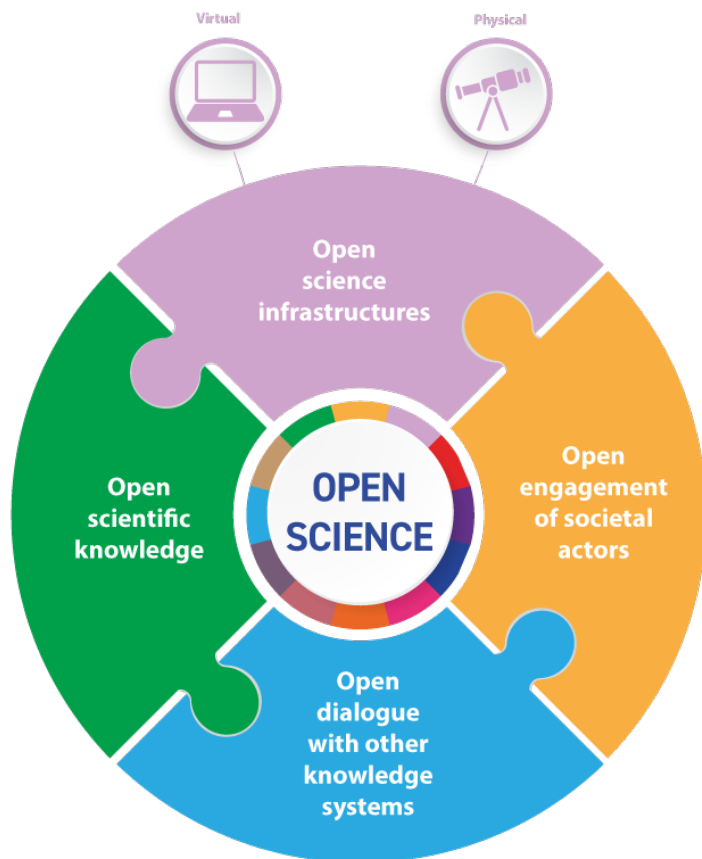 Virtual
Physical
Open
science
infrastructures
Open
scientific
knowledge
OPEN
SCIENCE
Open
engagement
of societal
actors
Open
dialogue
with other
knowledge
systems